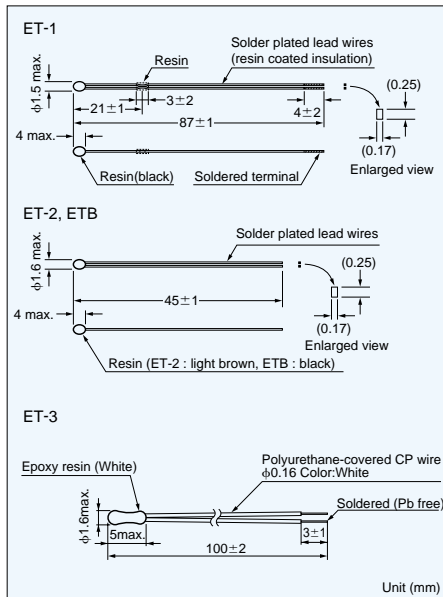 ET-1
Resin
Solder plated lead wires
(resin coated insulation)
φ1.5 max.
21±1
3±2
4±2
87±1
4 max.
(0.25)
(0.17)
Enlarged view
Resin(black)
Soldered terminal
ET-2, ETB
Solder plated lead wires
φ1.6 max.
45±1
4 max.
(0.25)
(0.17)
Enlarged view
Resin (ET-2 : light brown, ETB : black)
ET-3
Epoxy resin (White)
Polyurethane-covered CP wire
φ0.16 Color:White
Soldered (Pb free)
φ1.6max.
5max.
3±1
100±2
Unit (mm)